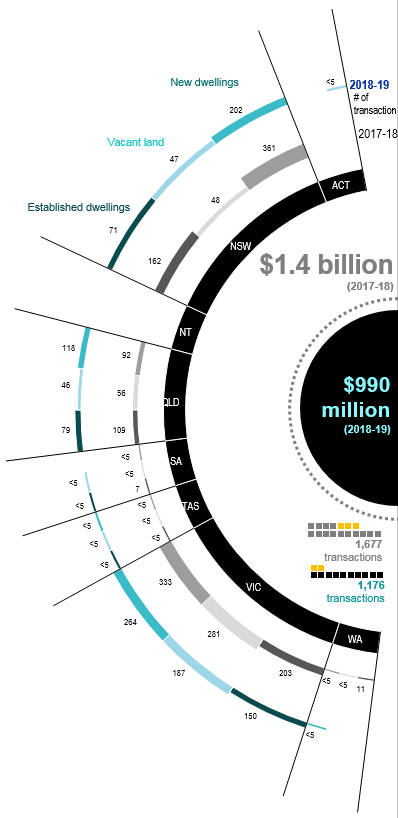 <5
2018-19
# of
transaction
2017-18
ACT
New dwellings
202
361
Vacant land
47
48
Established dwellings
71
162
NSW
$1.4 billion
(2017-18)
NT
118
92
46
56
79
109
QLD
$990
million
(2018-19)
<5
<5
SA
<5
<5
7
<5
<5
TAS
<5
<5
<5
1,677
transactions
1,176
transactions
VIC
333
264
281
187
203
150
WA
<5
<5
11
<5